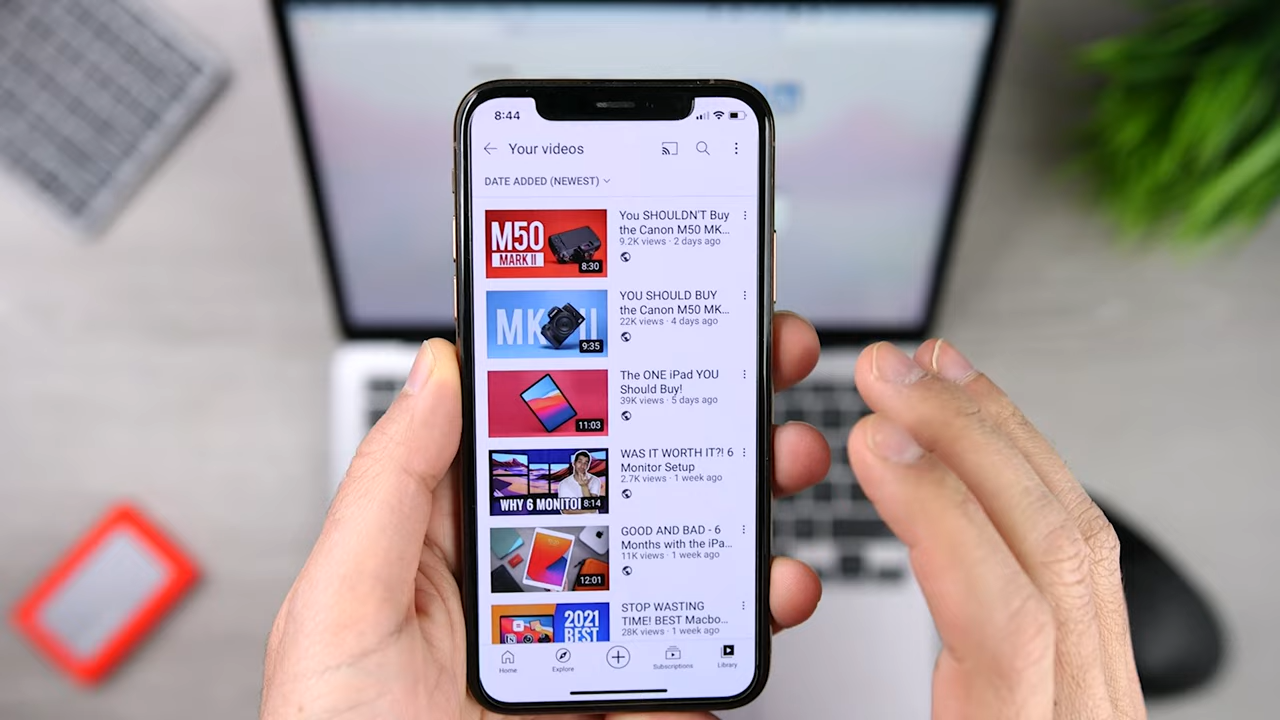 8:44
Your videos
DATE ADDED (NEWEST)
M50
MARK II
8:30
You SHOULDN'T Buy
the Canon M50 MK...
9.2K views · 2 days ago
MK II
9:35
YOU SHOULD BUY
the Canon M50 MK...
22K views · 4 days ago
11:03
The ONE iPad YOU
Should Buy!
39K views · 5 days ago
WHY 6 MONITO
8:14
WAS IT WORTH IT?! 6
Monitor Setup
2.7K views · 1 week ago
12:01
GOOD AND BAD - 6
Months with the iPa...
11K views · 1 week ago
2021
BEST
STOP WASTING
TIME! BEST Macbo...
28K views · 1 week ago
Home
Explore
Subscriptions
Library